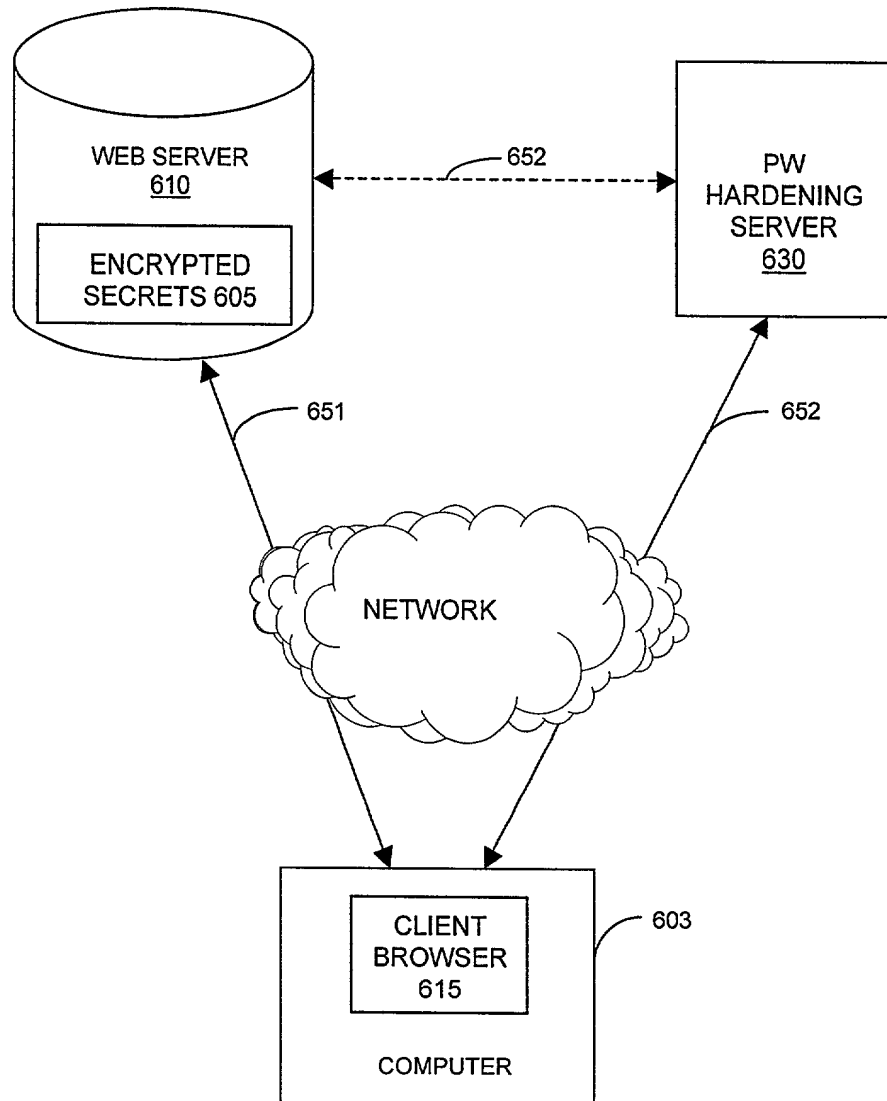 WEB SERVER
610
ENCRYPTED
SECRETS 605
652
PW
HARDENING
SERVER
630
651
652
NETWORK
CLIENT
BROWSER
615
603
COMPUTER